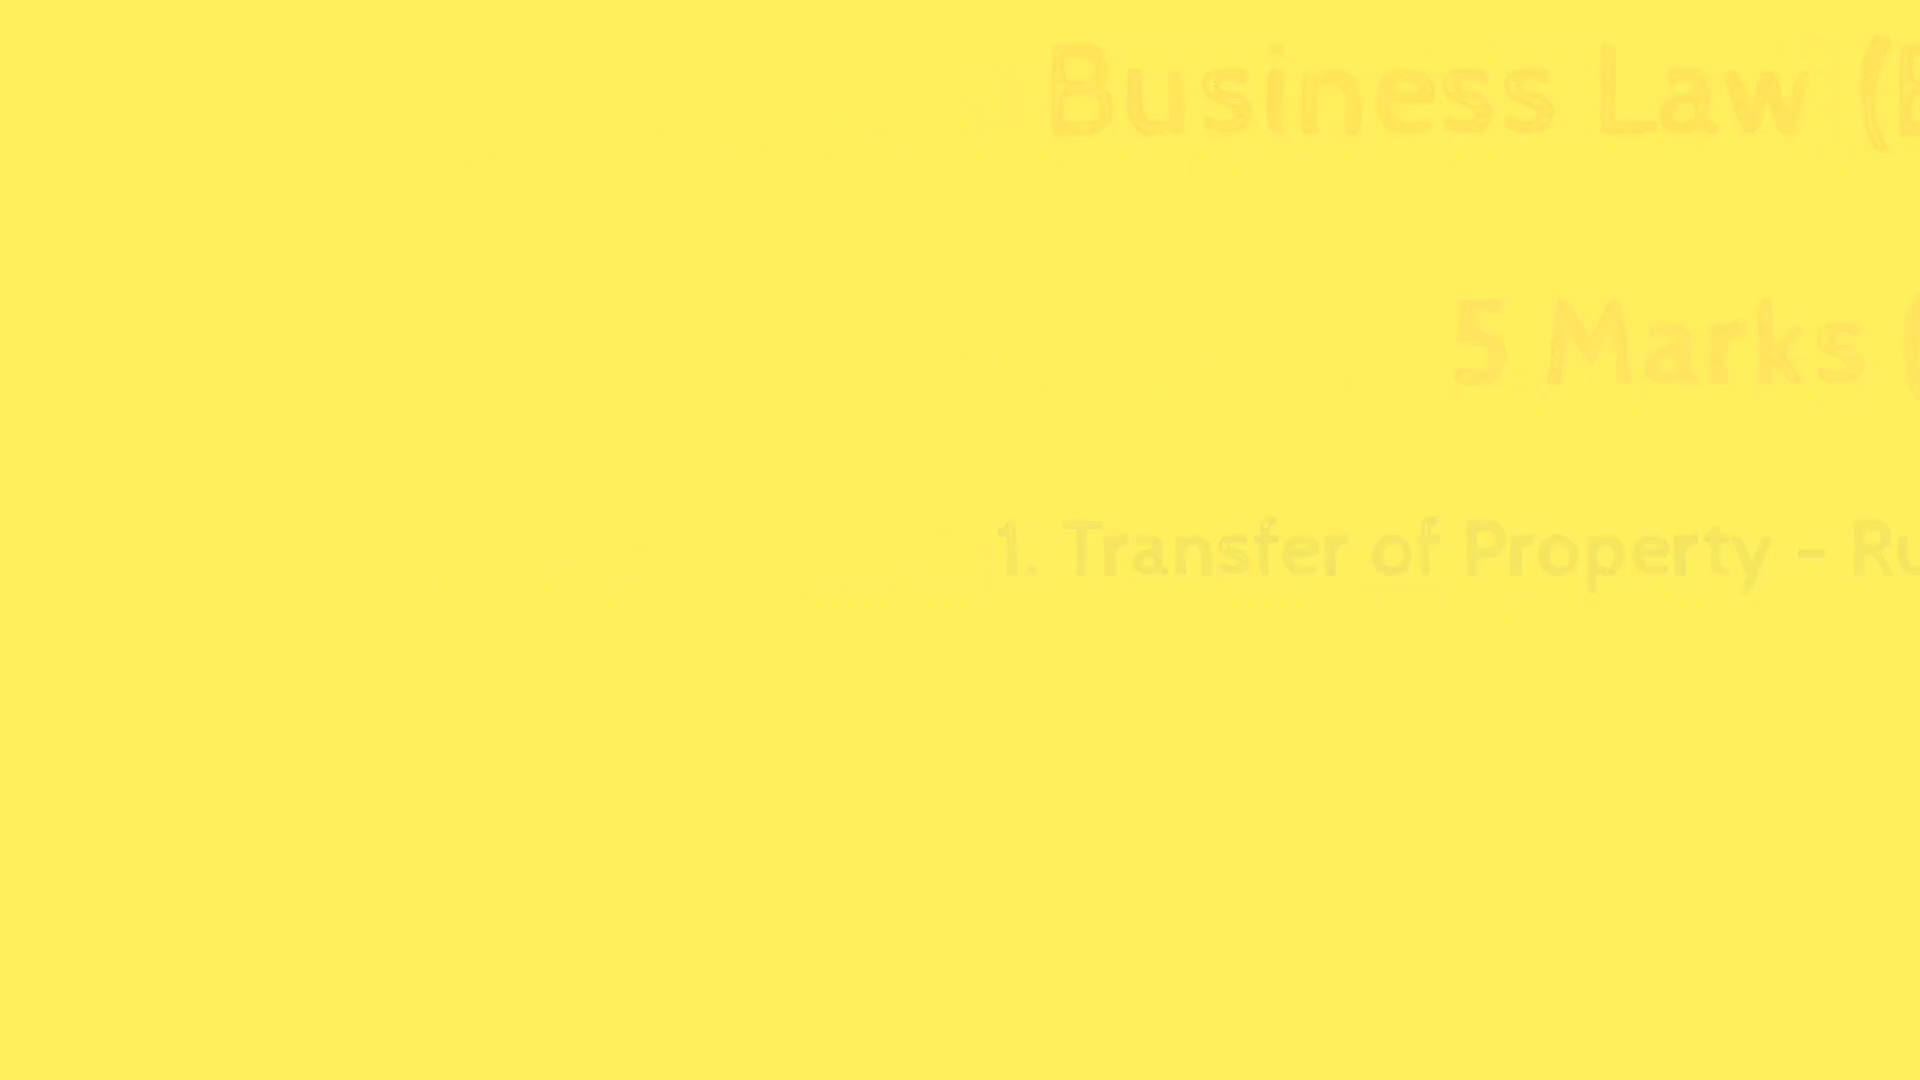 Business Law (
5 Marks (
1. Transfer of Property -